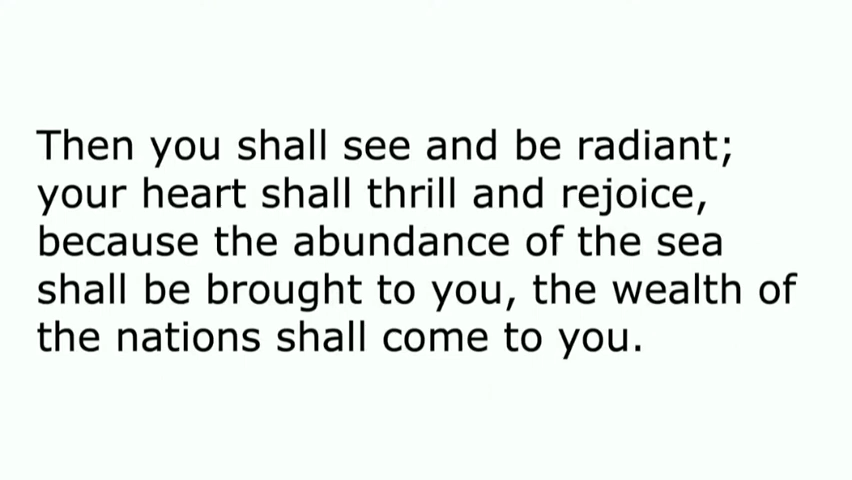 Then you shall see and be radiant;
your heart shall thrill and rejoice,
because the abundance of the sea
shall be brought to you, the wealth of
the nations shall come to you.